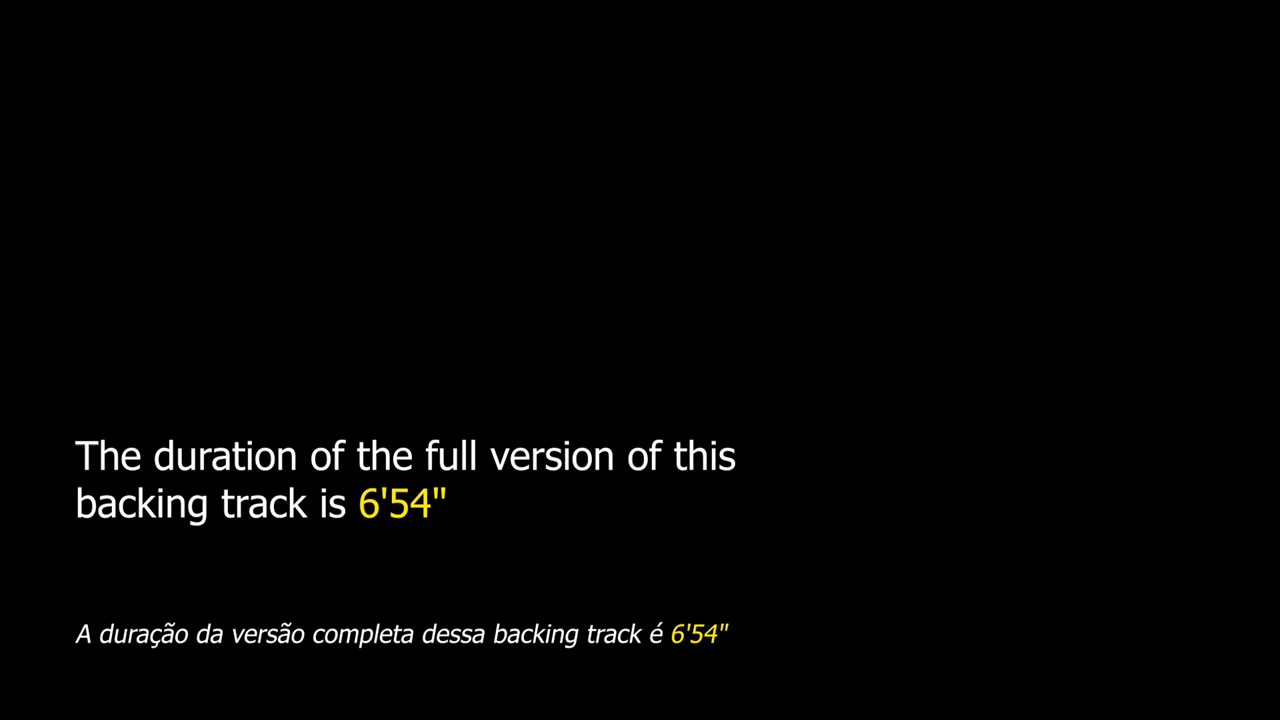 The duration of the full version of this
backing track is 6'54"
A duração da versão completa dessa backing track é 6'54"